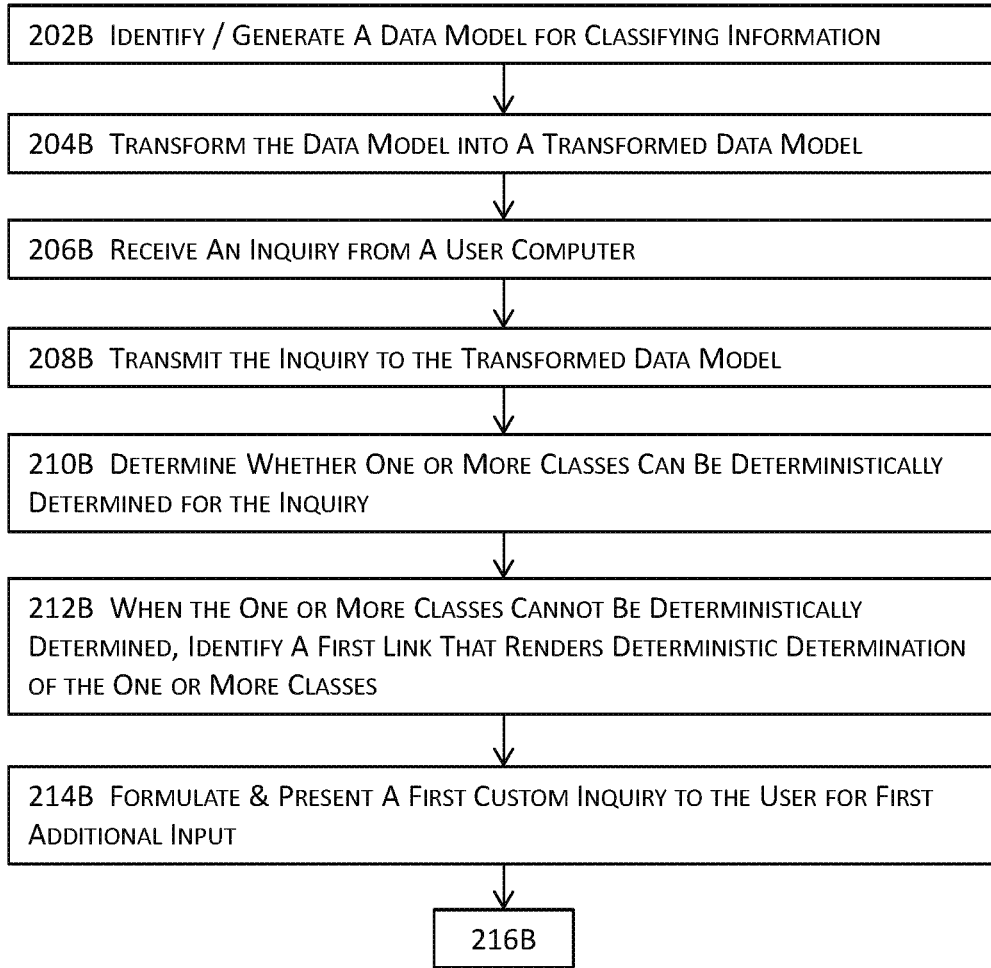 202B IDENTIFY / GENERATE A DATA MODEL FOR CLASSIFYING INFORMATION
204B TRANSFORM THE DATA MODEL INTO A TRANSFORMED DATA MODEL
206B RECEIVE AN INQUIRY FROM A USER COMPUTER
208B TRANSMIT THE INQUIRY TO THE TRANSFORMED DATA MODEL
210B DETERMINE WHETHER ONE OR MORE CLASSES CAN BE DETERMINISTICALLY
DETERMINED FOR THE INQUIRY
212B WHEN THE ONE OR MORE CLASSES CANNOT BE DETERMINISTICALLY
DETERMINED, IDENTIFY A FIRST LINK THAT RENDERS DETERMINISTIC DETERMINATION
OF THE ONE OR MORE CLASSES
214B FORMULATE & PRESENT A FIRST CUSTOM INQUIRY TO THE USER FOR FIRST
ADDITIONAL INPUT
216B